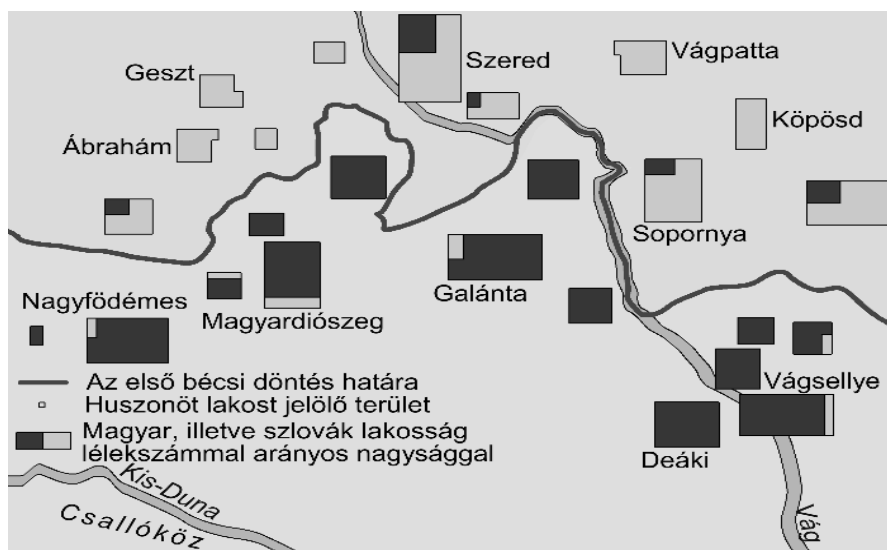 Szered
Vágpatta
Geszt
Köpösd
Ábrahám
Sopornya
Galánta
Nagyfödémes
Magyardiószeg
Vágsellye
Az első bécsi döntés határa
Huszonöt lakost jelölő terület
Magyar, illetve szlovák lakosság
lélekszámmal arányos nagysággal
Deáki
Kis-Duna
Csallóköz
Vág